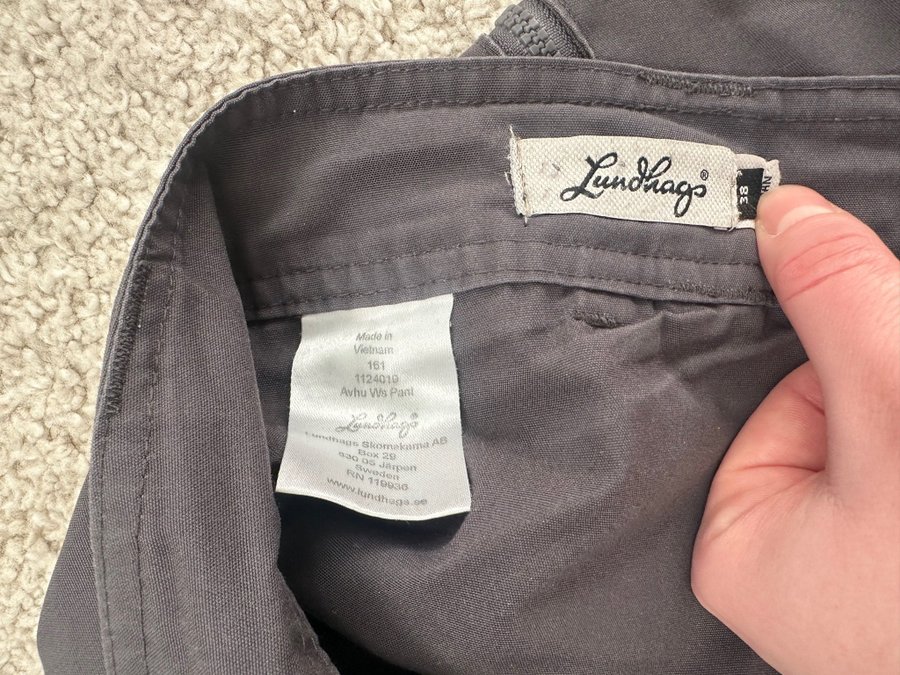 Lundhags®
38
Made in
Vietnam
161
1124019
Avhu Ws Pant
Lundhags
Lundhags Skomakarna AB
Box 29
830 05 Järpen
Sweden
RN 119936
www.lundhags.se